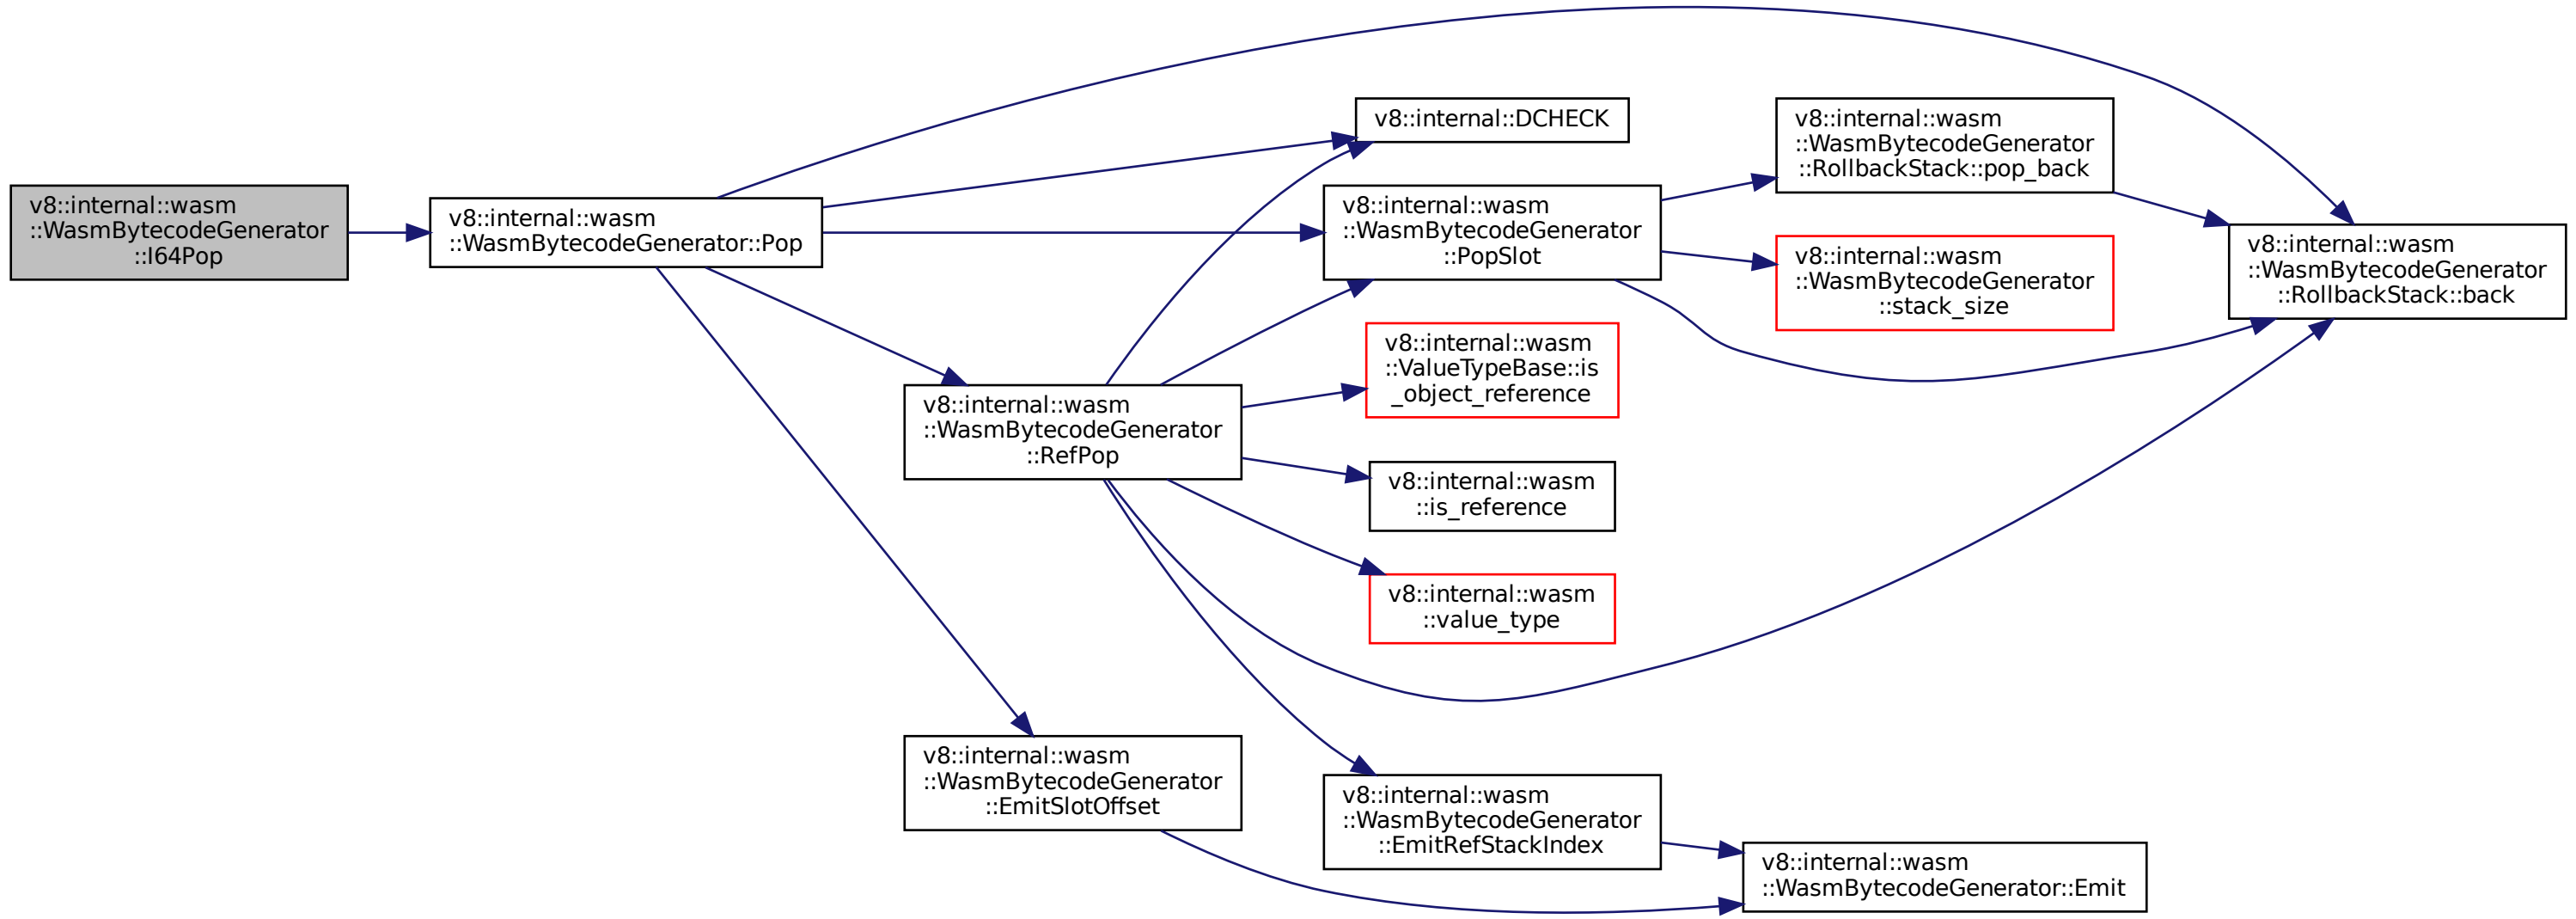 v8::internal::wasm
::WasmBytecodeGenerator
::I64Pop
v8::internal::wasm
::WasmBytecodeGenerator::Pop
v8::internal::DCHECK
v8::internal::wasm
::WasmBytecodeGenerator
::PopSlot
v8::internal::wasm
::WasmBytecodeGenerator
::RollbackStack::pop_back
v8::internal::wasm
::WasmBytecodeGenerator
::stack_size
v8::internal::wasm
::WasmBytecodeGenerator
::RollbackStack::back
v8::internal::wasm
::WasmBytecodeGenerator
::RefPop
v8::internal::wasm
::ValueTypeBase::is
_object_reference
v8::internal::wasm
::is_reference
v8::internal::wasm
::value_type
v8::internal::wasm
::WasmBytecodeGenerator
::EmitSlotOffset
v8::internal::wasm
::WasmBytecodeGenerator
::EmitRefStackIndex
v8::internal::wasm
::WasmBytecodeGenerator::Emit